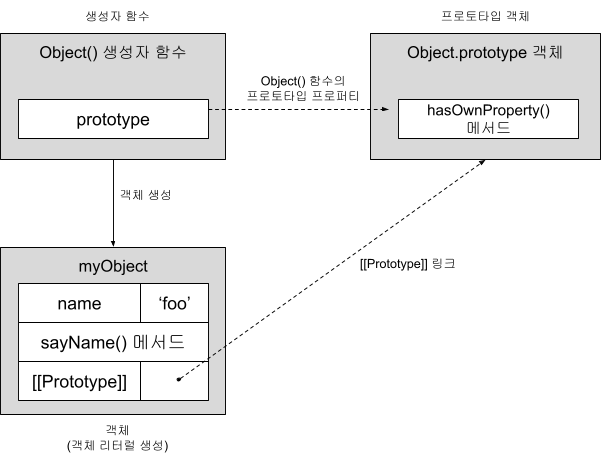 생성자 함수
프로토타입 객체
Object() 생성자 함수
Object.prototype 객체
prototype
Object() 함수의
프로토타입 프로퍼티
hasOwnProperty()
메서드
객체 생성
myObject
name
‘foo’
sayName() 메서드
[[Prototype]]
[[Prototype]] 링크
객체
(객체 리터럴 생성)